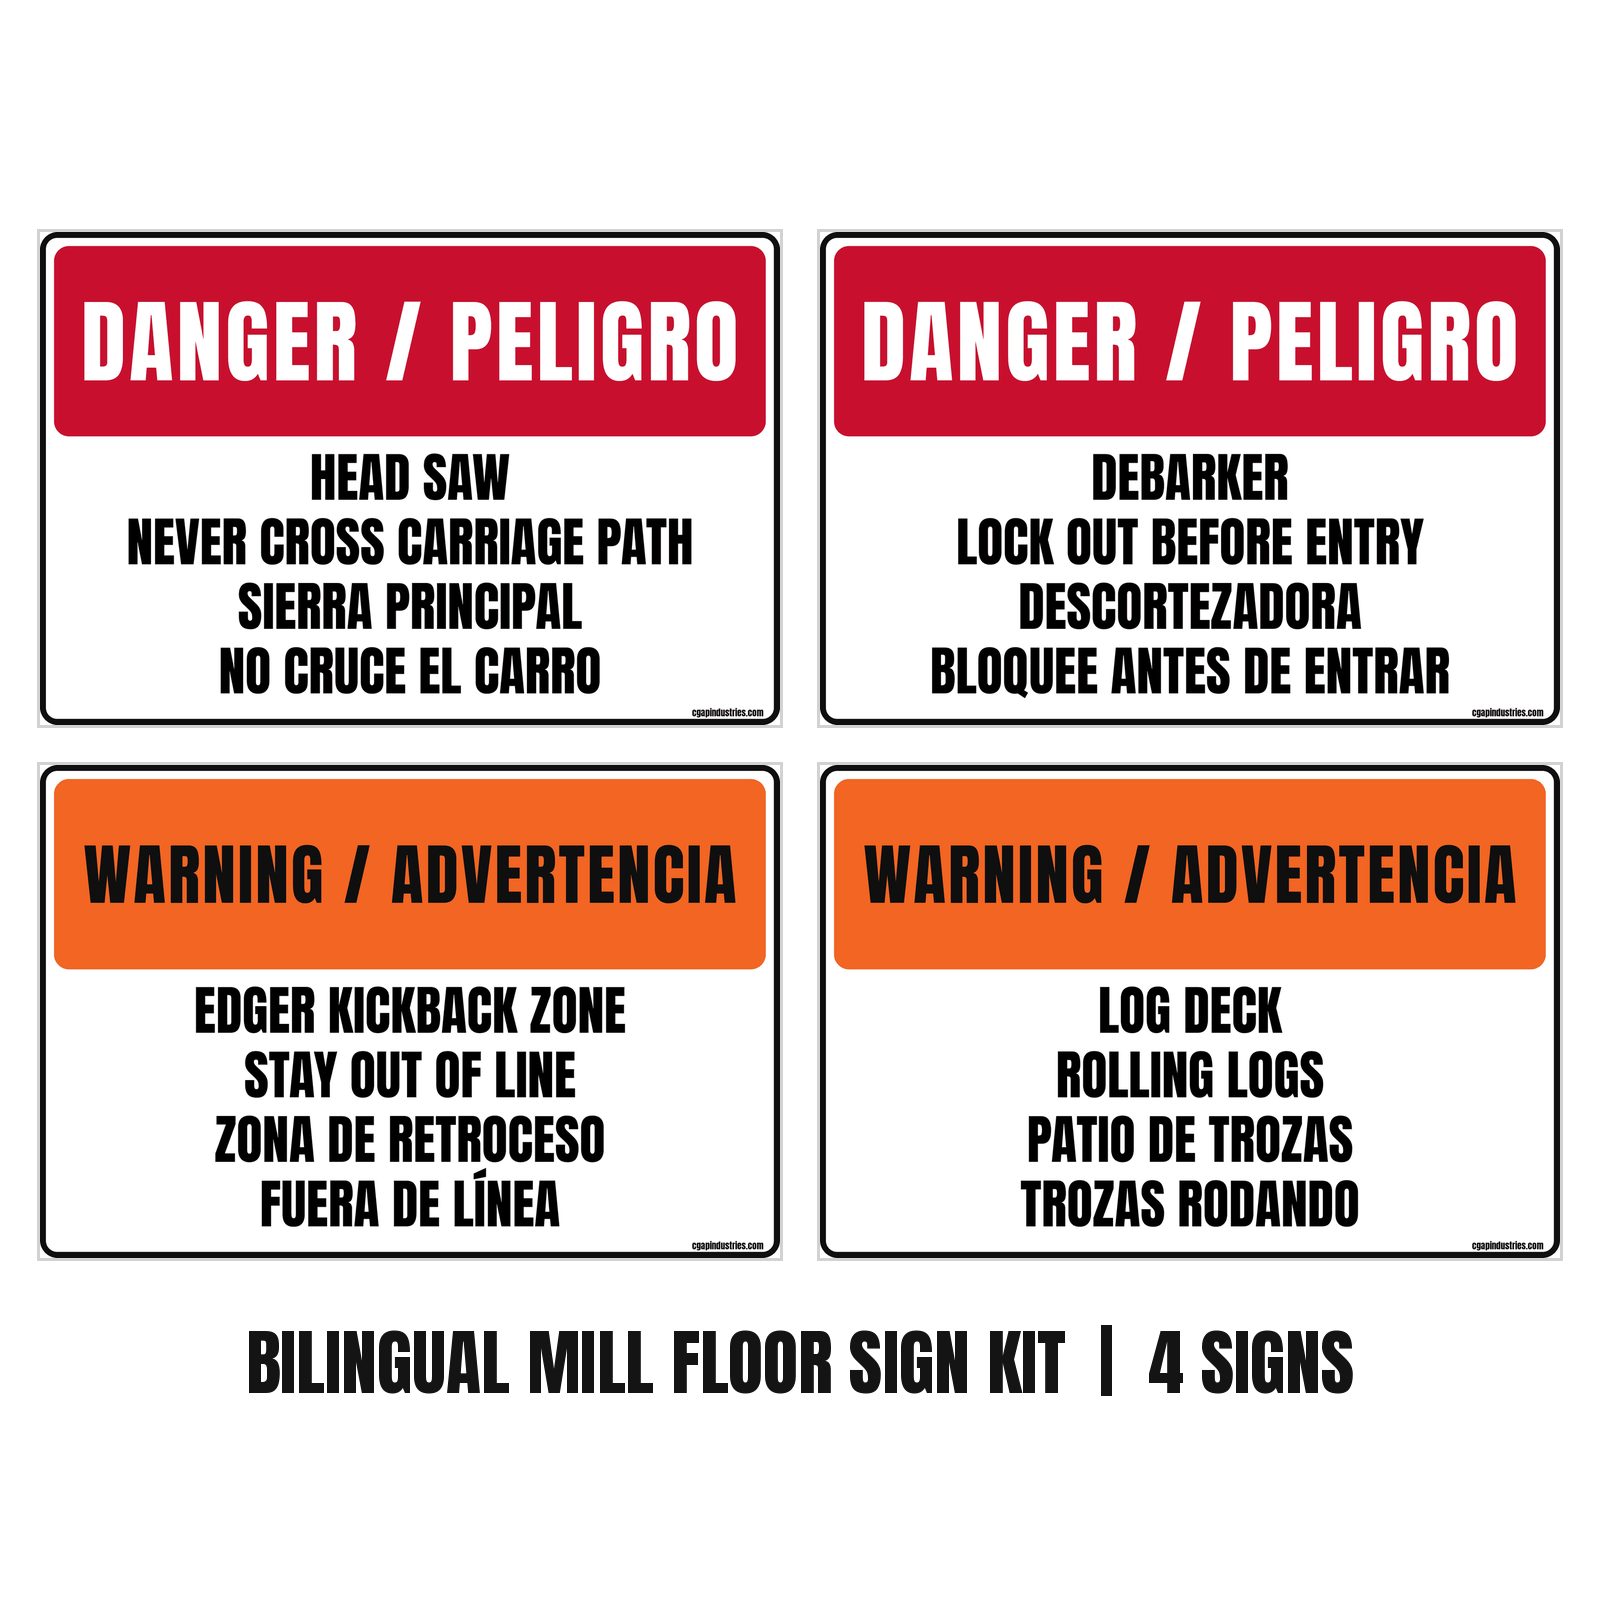 DANGER / PELIGRO
HEAD SAW
NEVER CROSS CARRIAGE PATH
SIERRA PRINCIPAL
NO CRUCE EL CARRO
cgapindustries.com
DANGER / PELIGRO
DEBARKER
LOCK OUT BEFORE ENTRY
DESCORTEZADORA
BLOQUEE ANTES DE ENTRAR
cgapindustries.com
WARNING / ADVERTENCIA
EDGER KICKBACK ZONE
STAY OUT OF LINE
ZONA DE RETROCESO
FUERA DE LÍNEA
cgapindustries.com
WARNING / ADVERTENCIA
LOG DECK
ROLLING LOGS
PATIO DE TROZAS
TROZAS RODANDO
cgapindustries.com
BILINGUAL MILL FLOOR SIGN KIT | 4 SIGNS